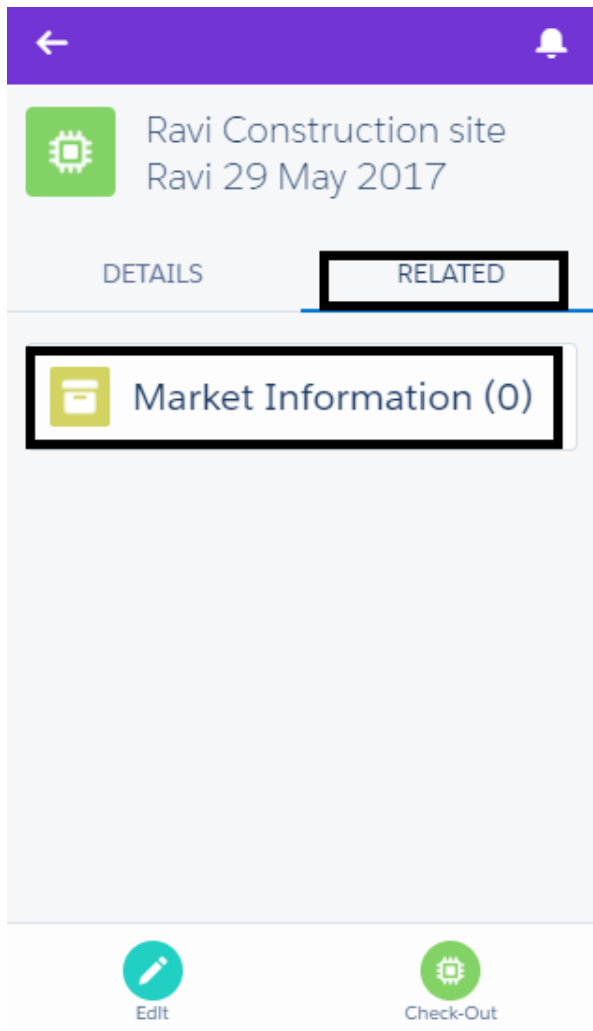 Ravi Construction site
Ravi 29 May 2017
DETAILS
RELATED
Market Information (0)
Edit
Check-Out